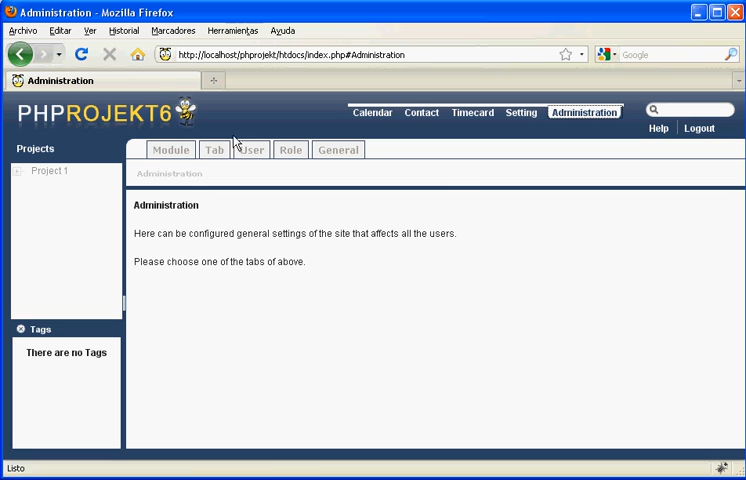 Administration - Mozilla Firefox
Archivo Editar Ver Historial Marcadores Herramientas Ayuda
http://localhost/phprojekt/htdocs/index.php#Administration
Google
Administration
PHPROJEKT6
Calendar Contact Timecard Setting Administration
Help Logout
Projects
Module Tab User Role General
Project 1
Administration
Administration
Here can be configured general settings of the site that affects all the users.
Please choose one of the tabs of above.
Tags
There are no Tags
Listo